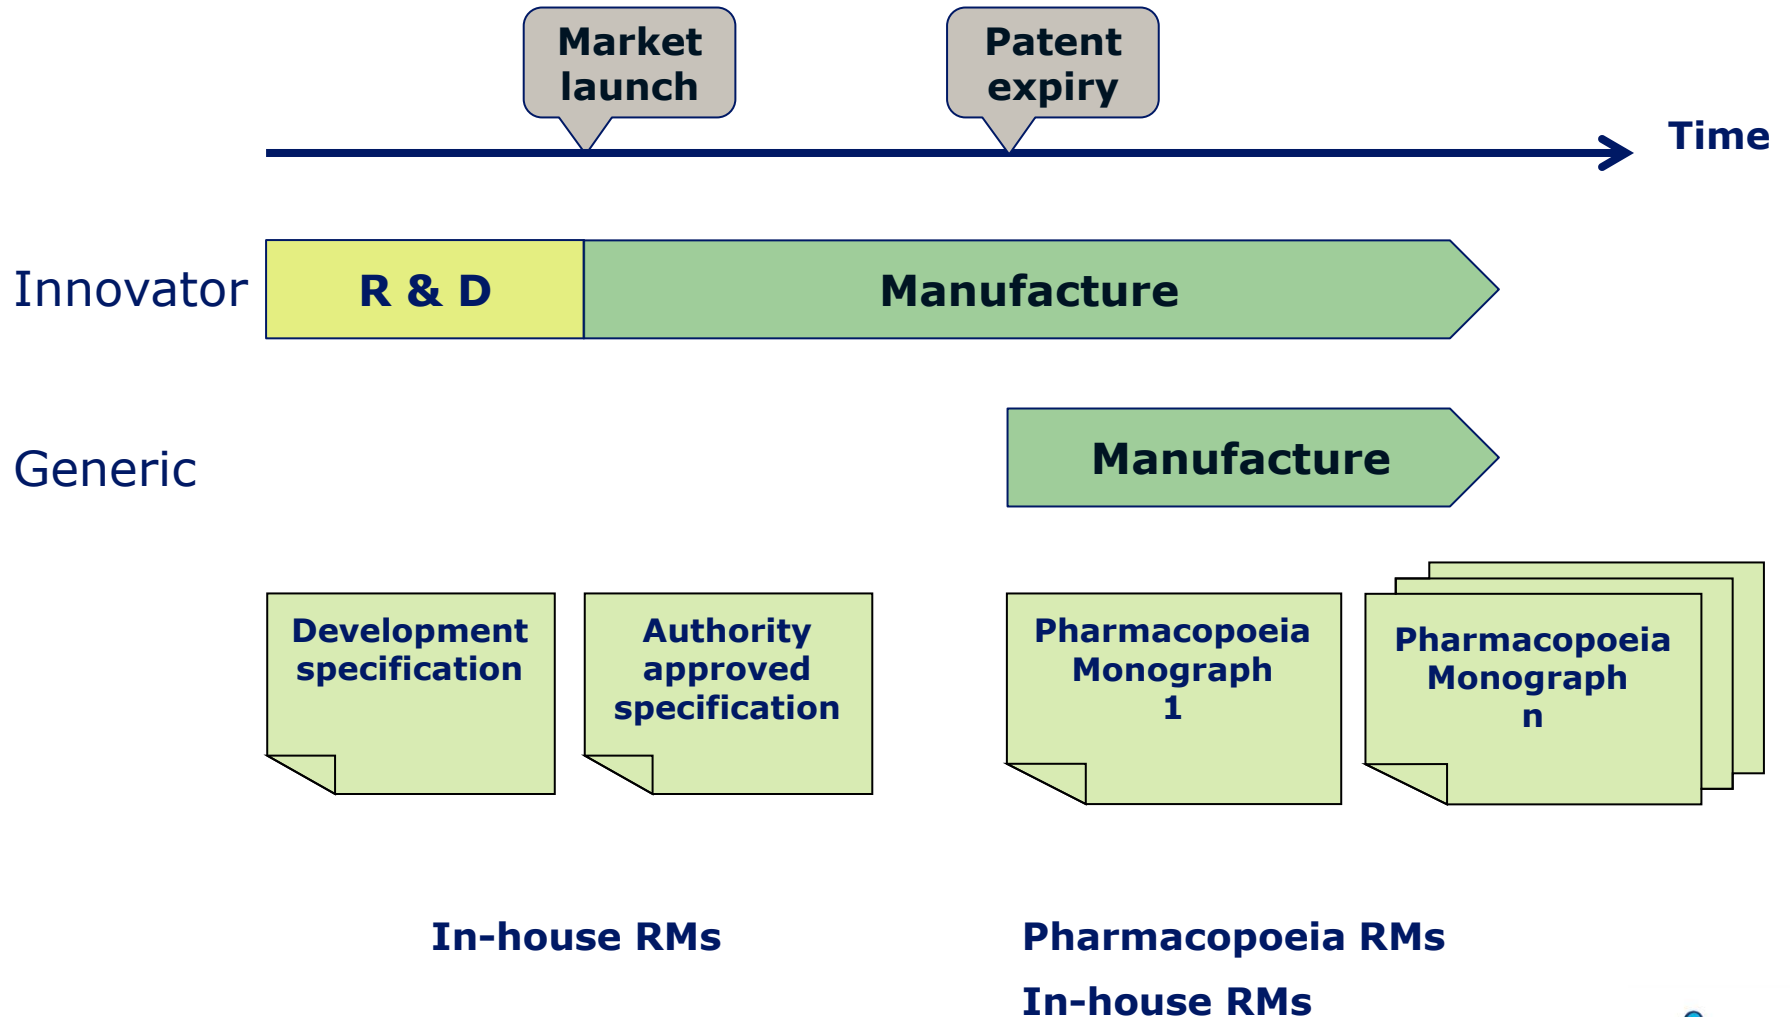 Market
launch
Patent
expiry
Time
Innovator
R & D
Manufacture
Generic
Manufacture
Development
specification
Authority
approved
specification
Pharmacopoeia
Monograph
1
Pharmacopoeia
Monograph
n
In-house RMs
Pharmacopoeia RMs
In-house RMs